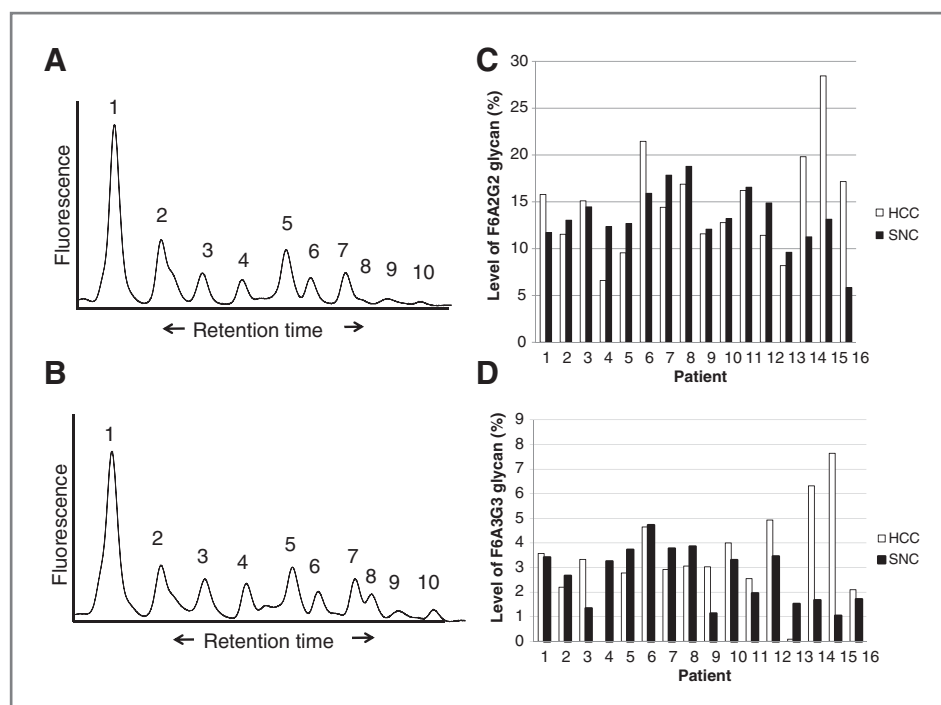 A
1
2
3
4
5
6
7
8
9
10
Fluorescence
← Retention time →
B
1
2
3
4
5
6
7
8
9
10
Fluorescence
← Retention time →
C
Level of F6A2G2 glycan (%)
30
25
20
15
10
5
0
1 2 3 4 5 6 7 8 9 10 11 12 13 14 15 16
Patient
HCC
SNC
D
Level of F6A3G3 glycan (%)
9
8
7
6
5
4
3
2
1
0
1 2 3 4 5 6 7 8 9 10 11 12 13 14 15 16
Patient
HCC
SNC